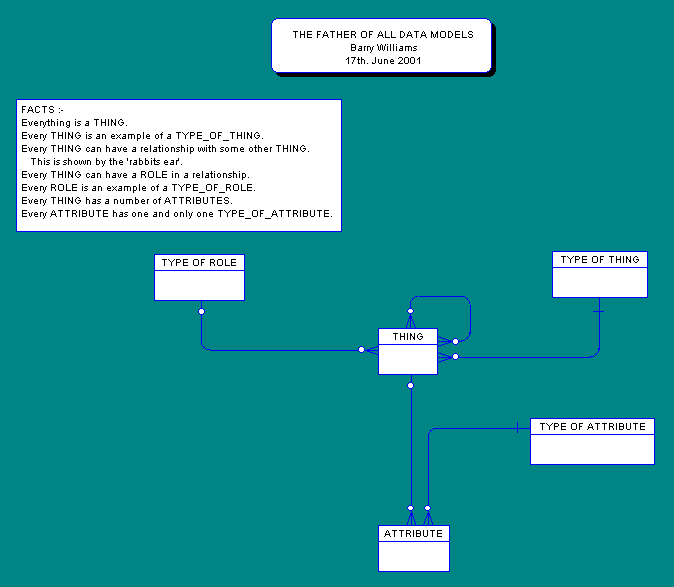 THE FATHER OF ALL DATA MODELS
Barry Williams
17th. June 2001
FACTS :-
Everything is a THING.
Every THING is an example of a TYPE_OF_THING.
Every THING can have a relationship with some other THING.
This is shown by the 'rabbits ear'.
Every THING can have a ROLE in a relationship.
Every ROLE is an example of a TYPE_OF_ROLE.
Every THING has a number of ATTRIBUTES.
Every ATTRIBUTE has one and only one TYPE_OF_ATTRIBUTE.
TYPE OF ROLE
TYPE OF THING
THING
TYPE OF ATTRIBUTE
ATTRIBUTE